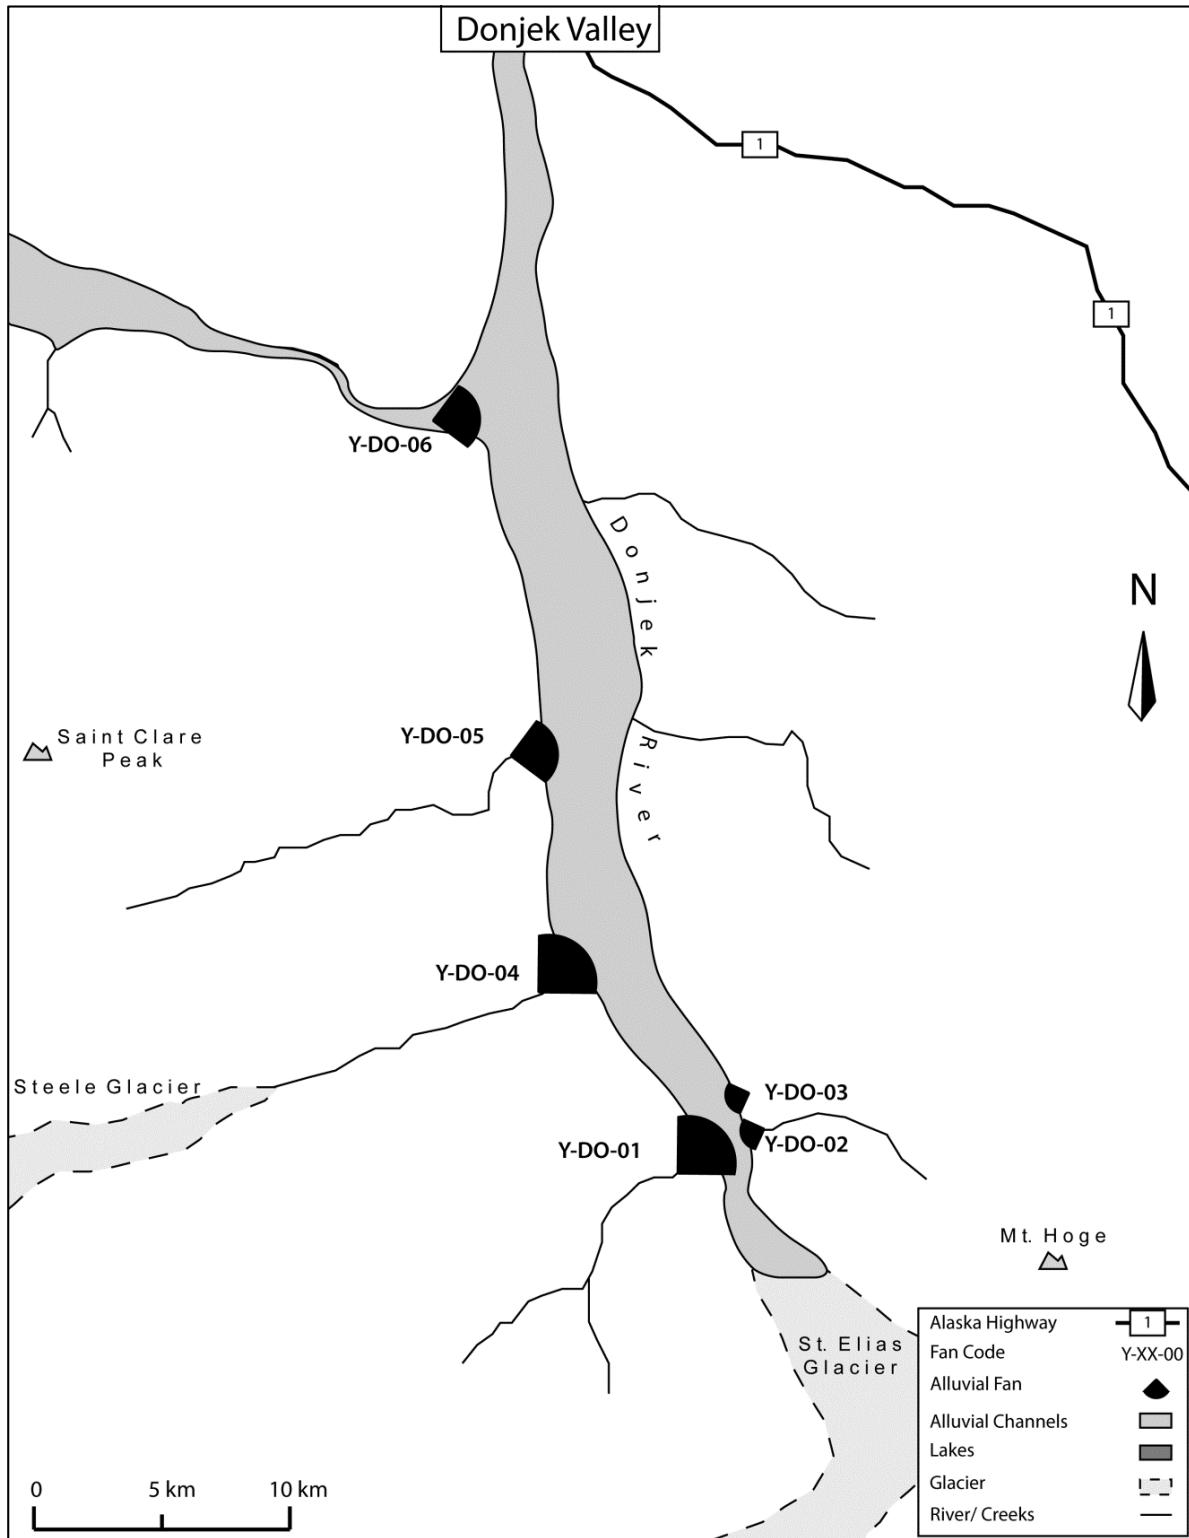 Donjek Valley
1
1
Y-DO-06
Donjek
River
N
Saint Clare
Peak
Y-DO-05
Y-DO-04
Steele Glacier
Y-DO-03
Y-DO-02
Y-DO-01
Mt. Hoge
St. Elias
Glacier
Alaska Highway 1
Fan Code Y-XX-00
Alluvial Fan
Alluvial Channels
Lakes
Glacier
River/ Creeks
0 5 km 10 km